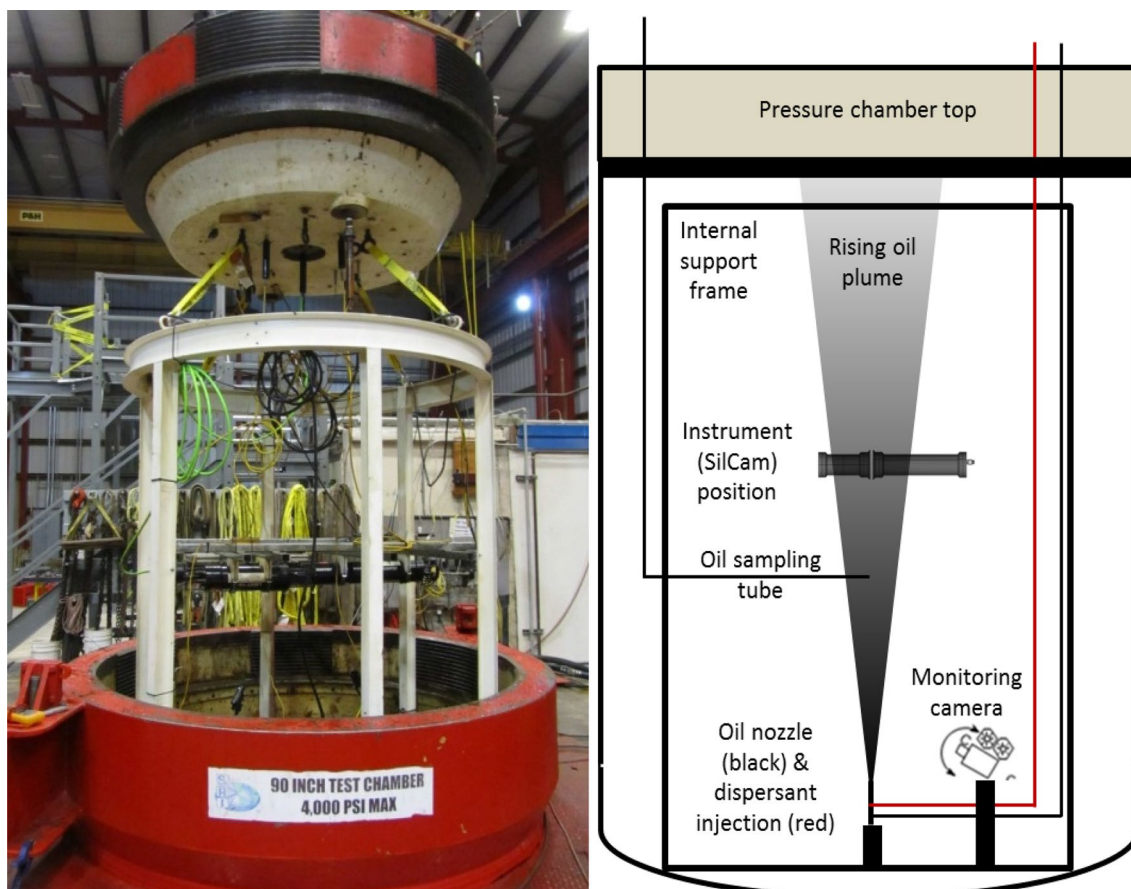 P&H
90 INCH TEST CHAMBER
4,000 PSI MAX
Pressure chamber top
Internal
support
frame
Rising oil
plume
Instrument
(SilCam)
position
Oil sampling
tube
Monitoring
camera
Oil nozzle
(black) &
dispersant
injection (red)